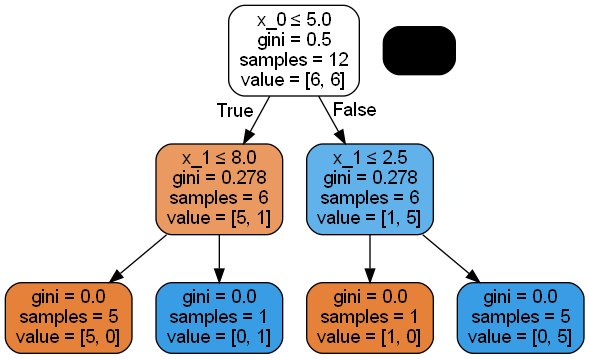 x_0 ≤ 5.0
gini = 0.5
samples = 12
value = [6, 6]
True
False
x_1 ≤ 8.0
gini = 0.278
samples = 6
value = [5, 1]
x_1 ≤ 2.5
gini = 0.278
samples = 6
value = [1, 5]
gini = 0.0
samples = 5
value = [5, 0]
gini = 0.0
samples = 1
value = [0, 1]
gini = 0.0
samples = 1
value = [1, 0]
gini = 0.0
samples = 5
value = [0, 5]